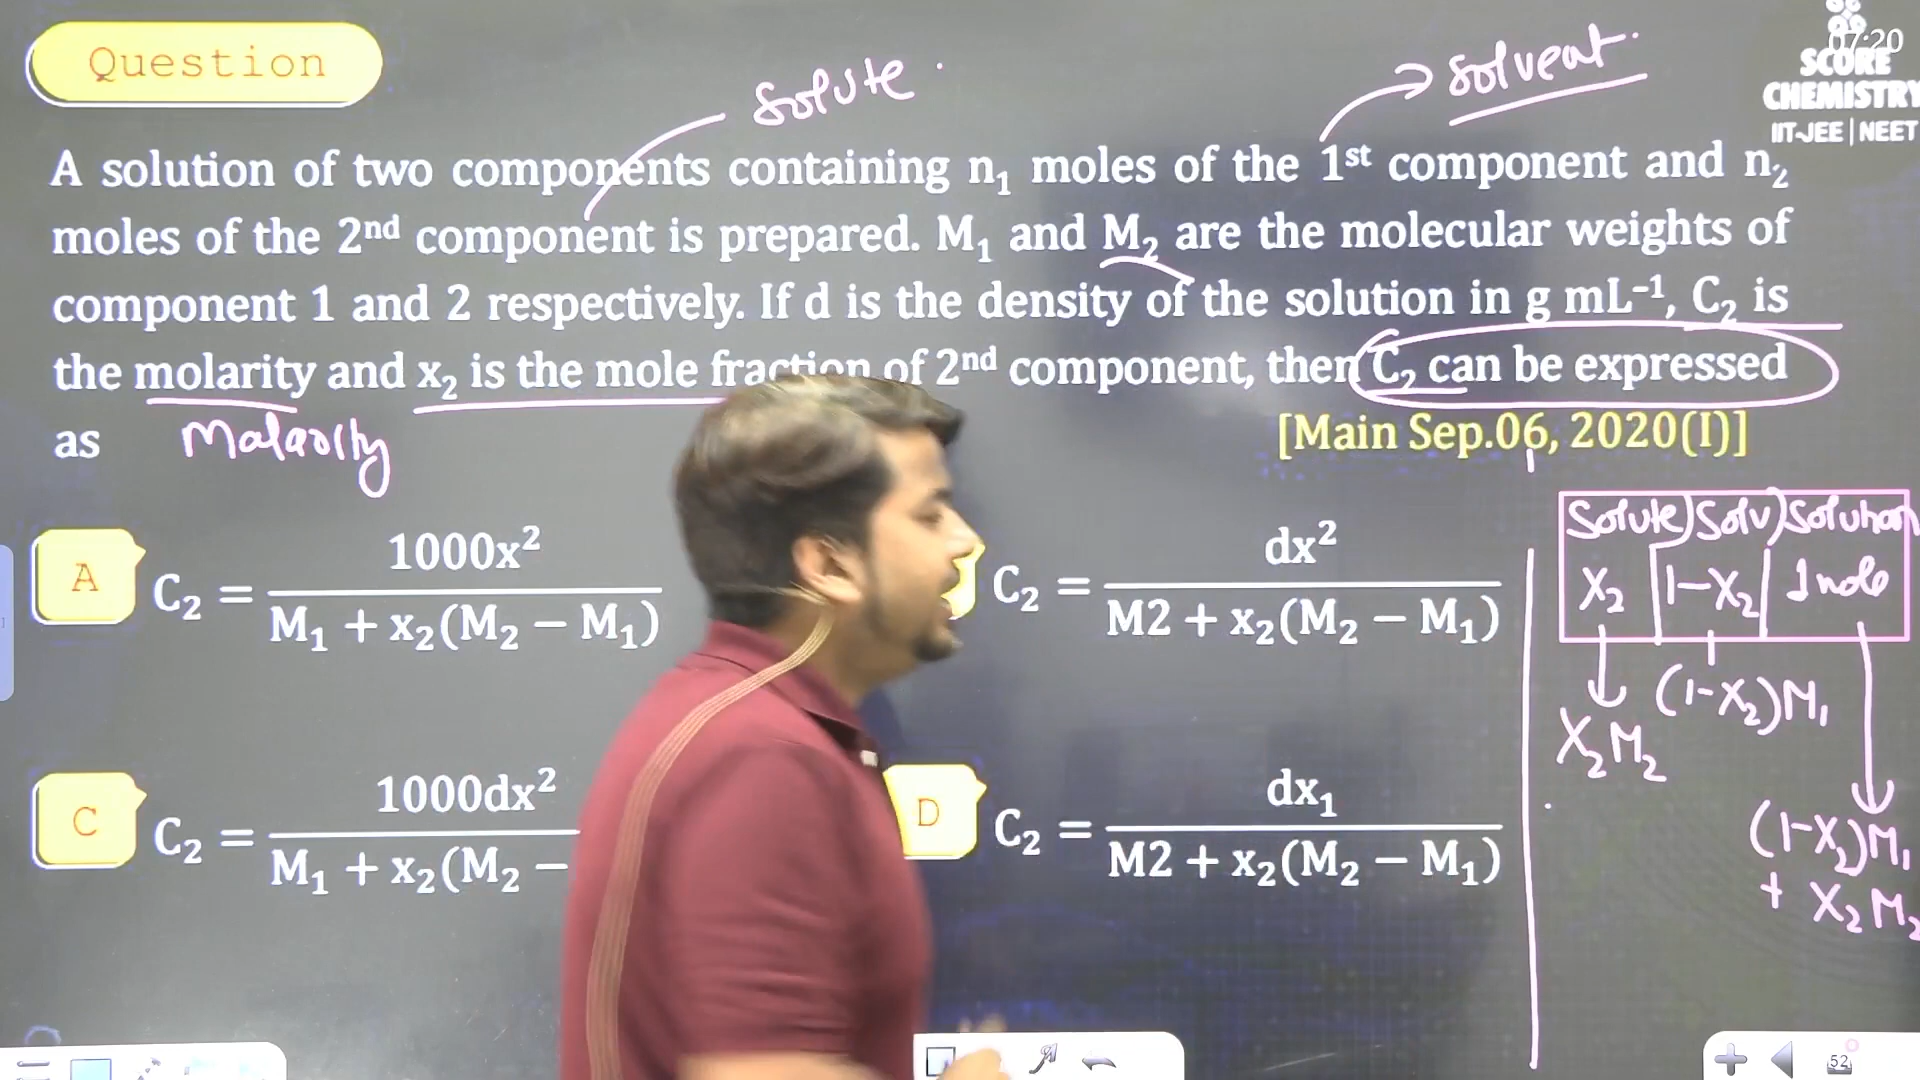 Question
solute
solvent
07:20
SCORE
CHEMISTRY
IIT-JEE | NEET
A solution of two components containing n₁ moles of the 1ˢᵗ component and n₂
moles of the 2ⁿᵈ component is prepared. M₁ and M₂ are the molecular weights of
component 1 and 2 respectively. If d is the density of the solution in g mL⁻¹, C₂ is
the molarity and x₂ is the mole fraction of 2ⁿᵈ component, then C₂ can be expressed
as
Molarity
[Main Sep.06, 2020(I)]
A C₂ = 1000x² / M₁ + x₂(M₂ − M₁)
C₂ = dx² / M2 + x₂(M₂ − M₁)
C C₂ = 1000dx² / M₁ + x₂(M₂ −
D C₂ = dx₁ / M2 + x₂(M₂ − M₁)
Solute Solv Solution
X₂ 1-X₂ 1 mole
X₂M₂
(1-X₂)M₁
(1-X₂)M₁
+ X₂M₂
52